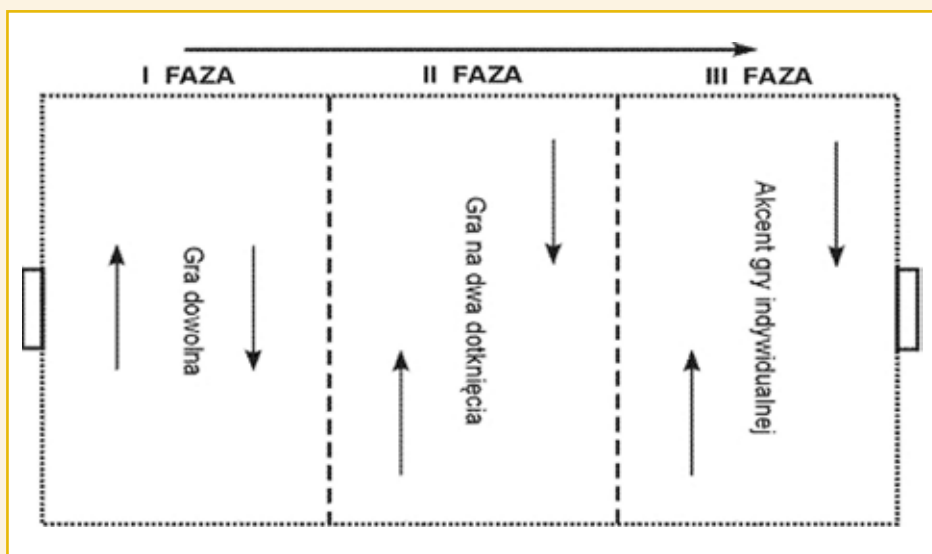 I FAZA
II FAZA
III FAZA
Gra dowolna
Gra na dwa dotknięcia
Akcent gry indywidualnej